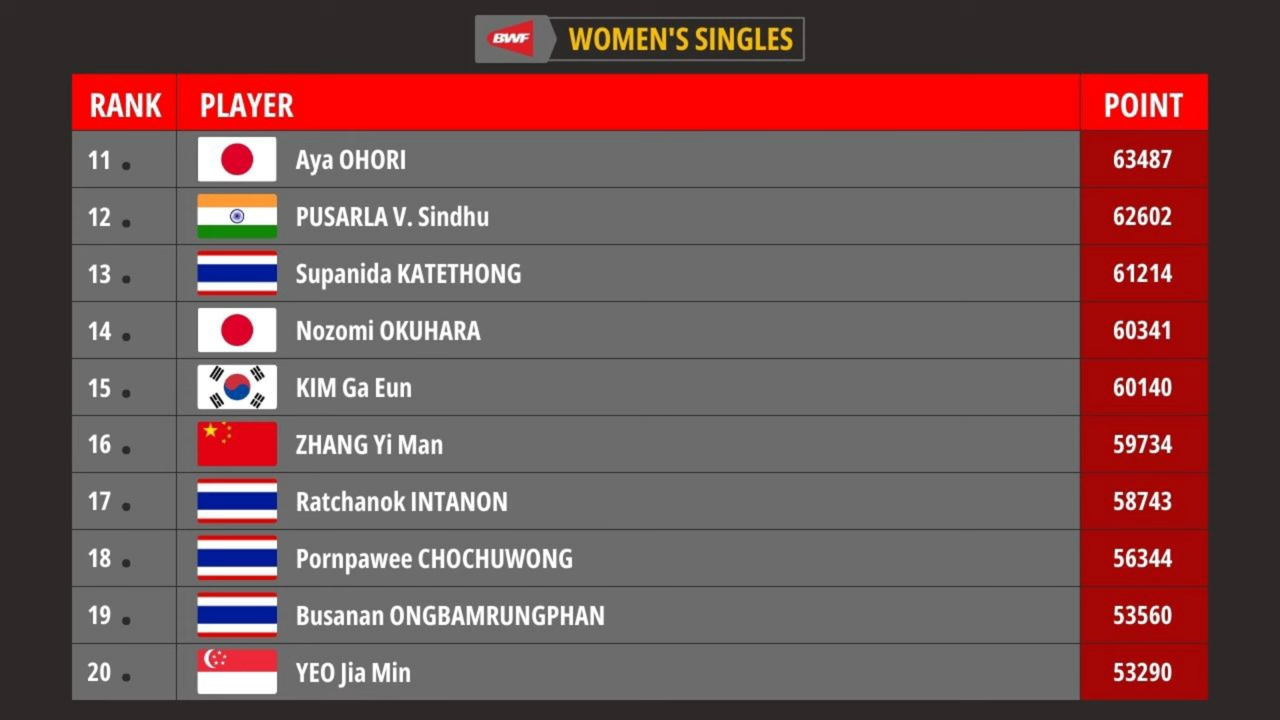 BWF WOMEN'S SINGLES
RANK PLAYER POINT
11 . Aya OHORI 63487
12 . PUSARLA V. Sindhu 62602
13 . Supanida KATETHONG 61214
14 . Nozomi OKUHARA 60341
15 . KIM Ga Eun 60140
16 . ZHANG Yi Man 59734
17 . Ratchanok INTANON 58743
18 . Pornpawee CHOCHUWONG 56344
19 . Busanan ONGBAMRUNGPHAN 53560
20 . YEO Jia Min 53290